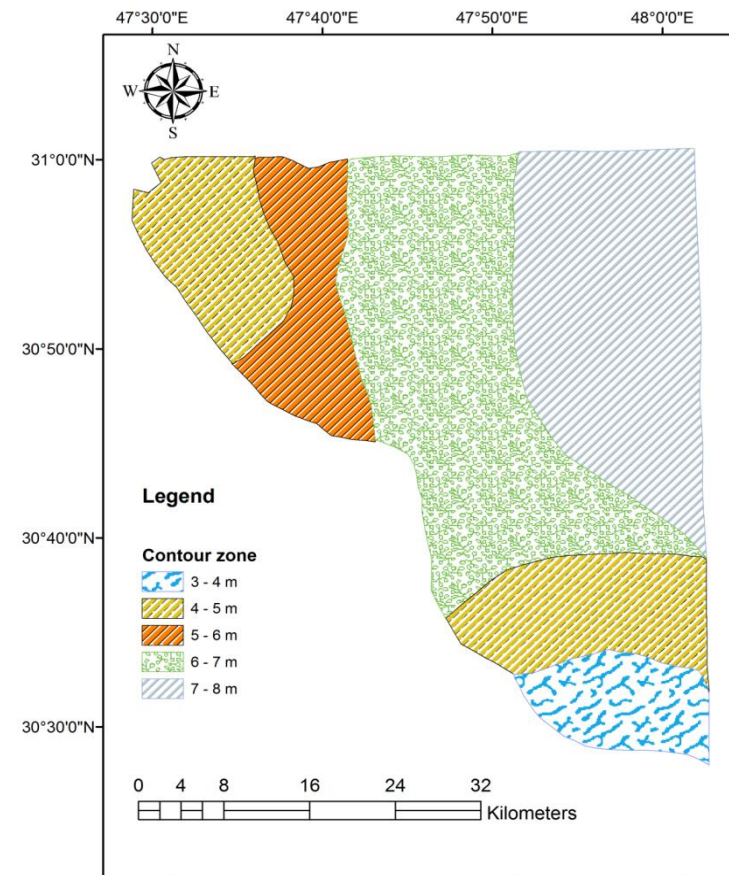 47°30'0"E 47°40'0"E 47°50'0"E 48°0'0"E
N
W E
S
31°0'0"N
30°50'0"N
30°40'0"N
30°30'0"N
Legend
Contour zone
3 - 4 m
4 - 5 m
5 - 6 m
6 - 7 m
7 - 8 m
0 4 8 16 24 32
Kilometers